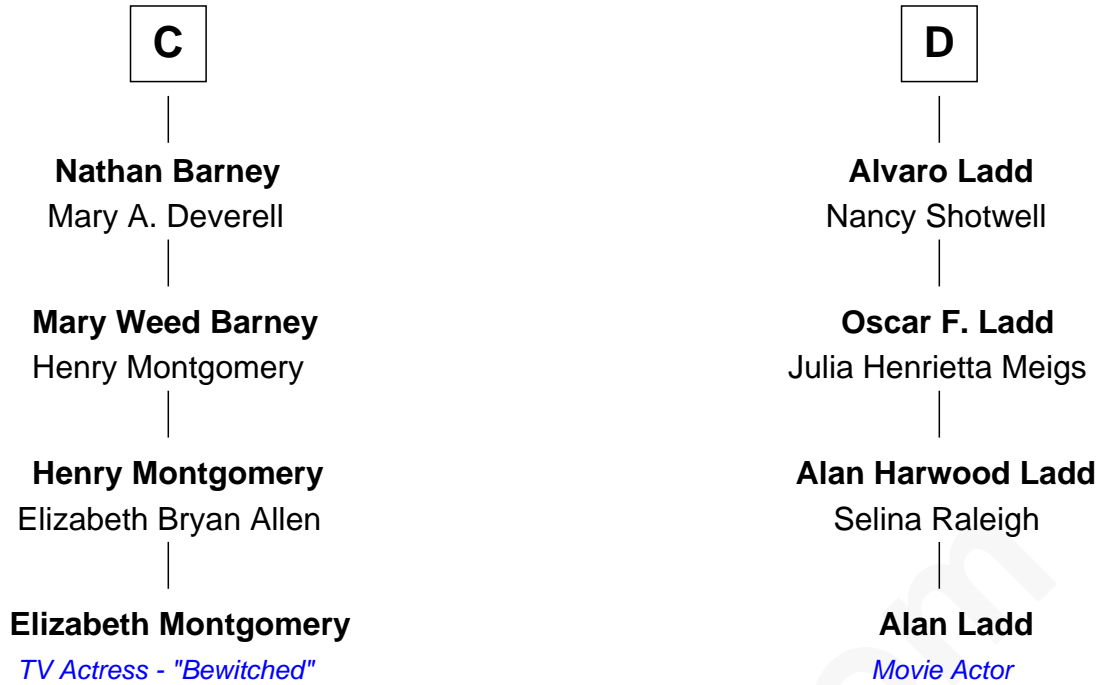 C
Nathan Barney
Mary A. Deverell
Mary Weed Barney
Henry Montgomery
Henry Montgomery
Elizabeth Bryan Allen
Elizabeth Montgomery
TV Actress - "Bewitched"
D
Alvaro Ladd
Nancy Shotwell
Oscar F. Ladd
Julia Henrietta Meigs
Alan Harwood Ladd
Selina Raleigh
Alan Ladd
Movie Actor